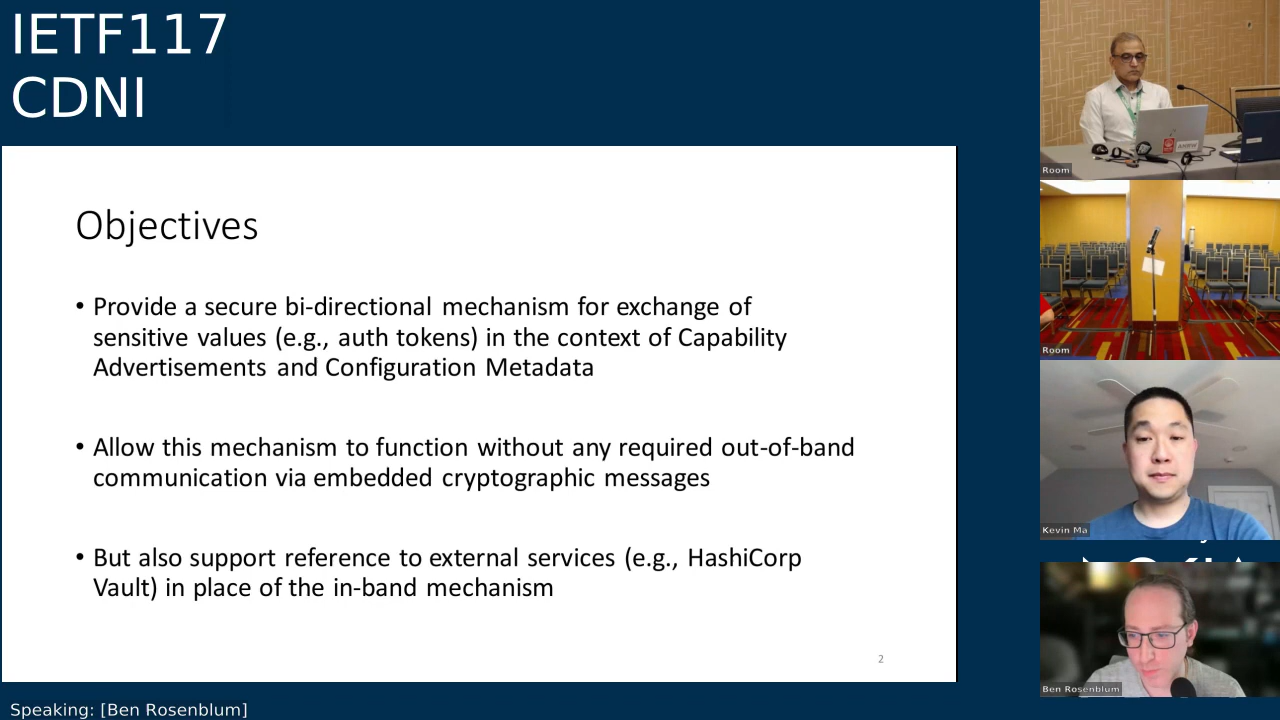 IETF117
CDNI
Objectives
• Provide a secure bi-directional mechanism for exchange of
sensitive values (e.g., auth tokens) in the context of Capability
Advertisements and Configuration Metadata
• Allow this mechanism to function without any required out-of-band
communication via embedded cryptographic messages
• But also support reference to external services (e.g., HashiCorp
Vault) in place of the in-band mechanism
2
Speaking: [Ben Rosenblum]
Room
Room
Kevin Ma
Ben Rosenblum